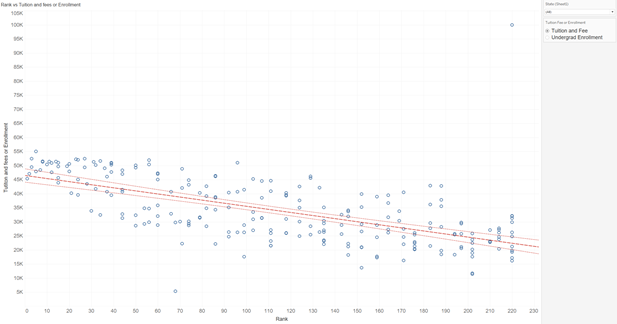 Rank vs Tuition and fees or Enrollment
State (Sheet1)
Tuition Fee or Enrollment
Tuition and Fee
Undergrad Enrollment
Tuition and fees or Enrollment
105K
100K
95K
90K
85K
80K
75K
70K
65K
60K
55K
50K
45K
40K
35K
30K
25K
20K
15K
10K
5K
0 10 20 30 40 50 60 70 80 90 100 110 120 130 140 150 160 170 180 190 200 210 220 230
Rank